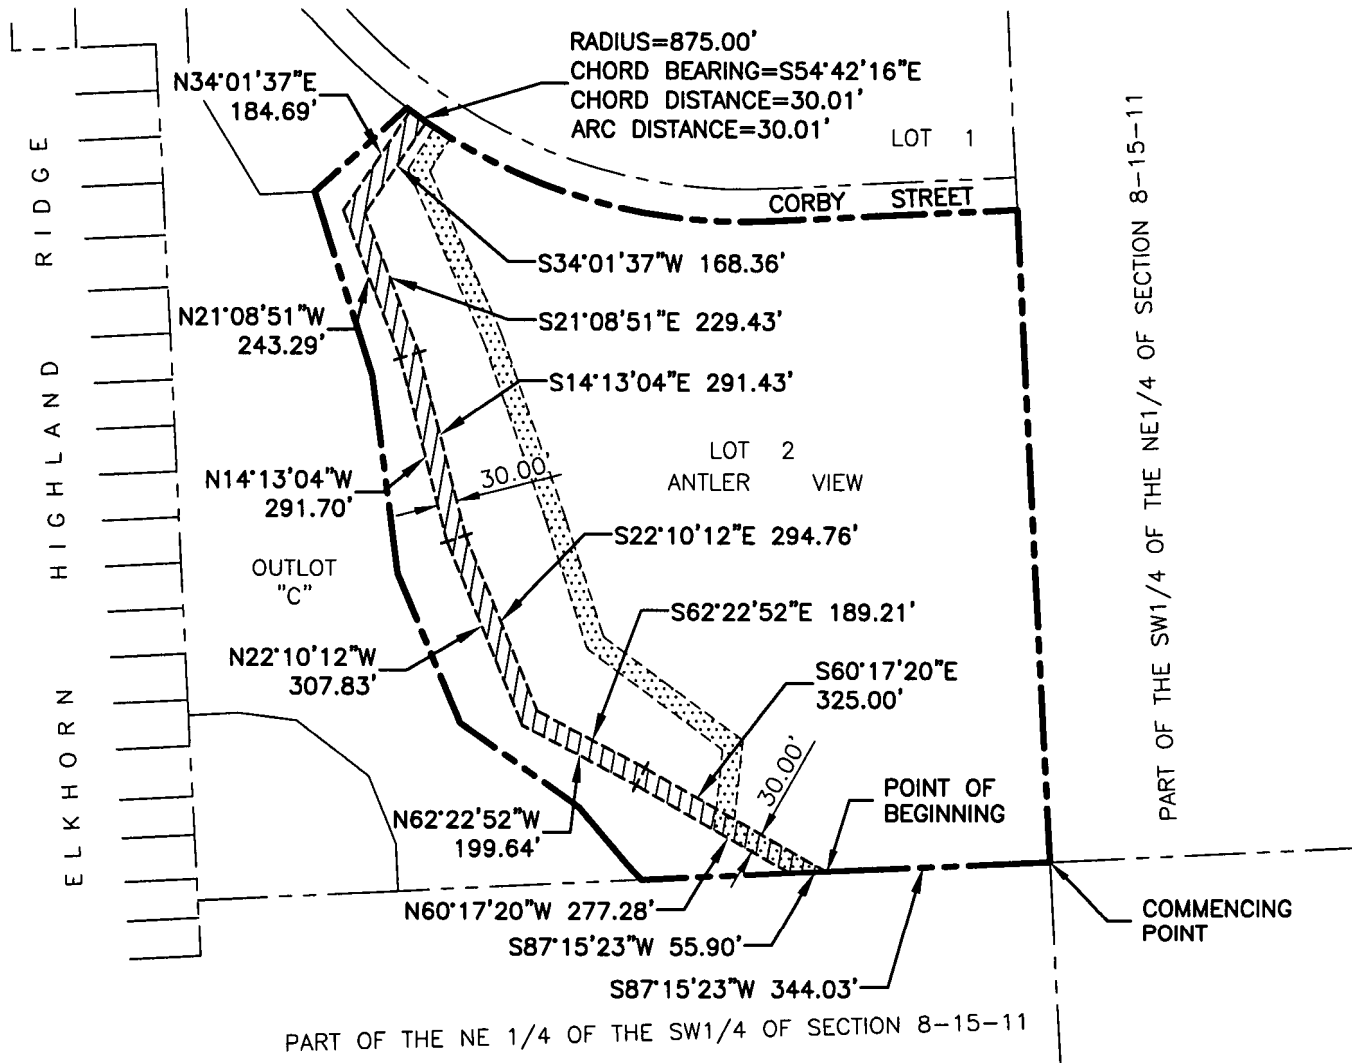 RADIUS=875.00'
CHORD BEARING=S54°42'16"E
CHORD DISTANCE=30.01'
ARC DISTANCE=30.01'
N34°01'37"E
184.69'
LOT 1
CORBY STREET
S34°01'37"W 168.36'
N21°08'51"W
243.29'
S21°08'51"E 229.43'
S14°13'04"E 291.43'
LOT 2
ANTLER VIEW
N14°13'04"W
291.70'
30.00'
S22°10'12"E 294.76'
OUTLOT
"C"
S62°22'52"E 189.21'
N22°10'12"W
307.83'
S60°17'20"E
325.00'
30.00'
POINT OF
BEGINNING
N62°22'52"W
199.64'
N60°17'20"W 277.28'
S87°15'23"W 55.90'
S87°15'23"W 344.03'
COMMENCING
POINT
ELKHORN HIGHLAND RIDGE
PART OF THE SW1/4 OF THE NE1/4 OF SECTION 8-15-11
PART OF THE NE 1/4 OF THE SW1/4 OF SECTION 8-15-11